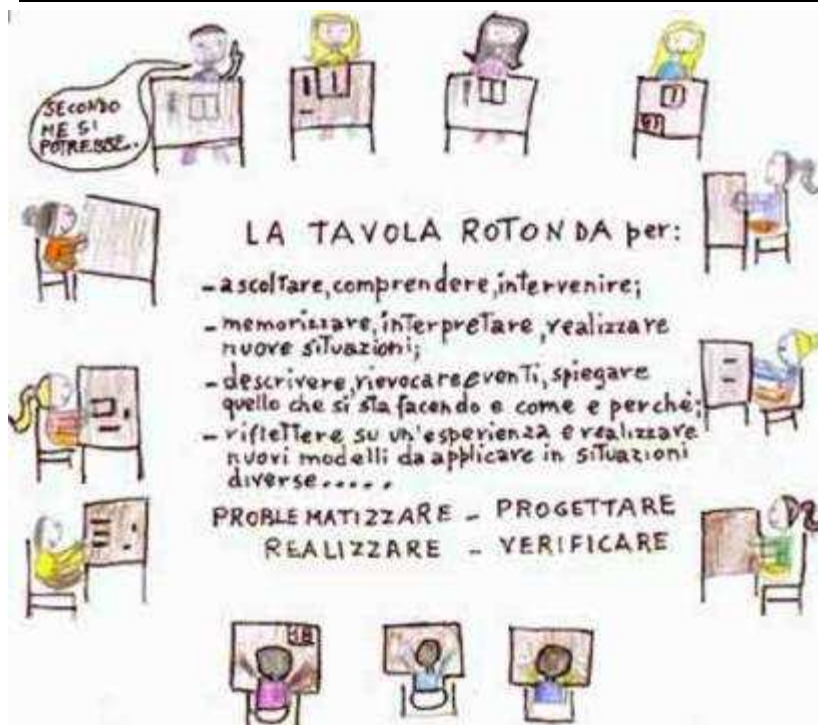 SECONDO
ME SI
POTREBBE..
LA TAVOLA ROTONDA per:
- ascoltare, comprendere, intervenire;
- memorizzare, interpretare, realizzare
nuove situazioni;
- descrivere, rievocare eventi, spiegare
quello che si sta facendo e come e perché;
- riflettere su un'esperienza e realizzare
nuovi modelli da applicare in situazioni
diverse.....
PROBLEMATIZZARE - PROGETTARE
REALIZZARE - VERIFICARE